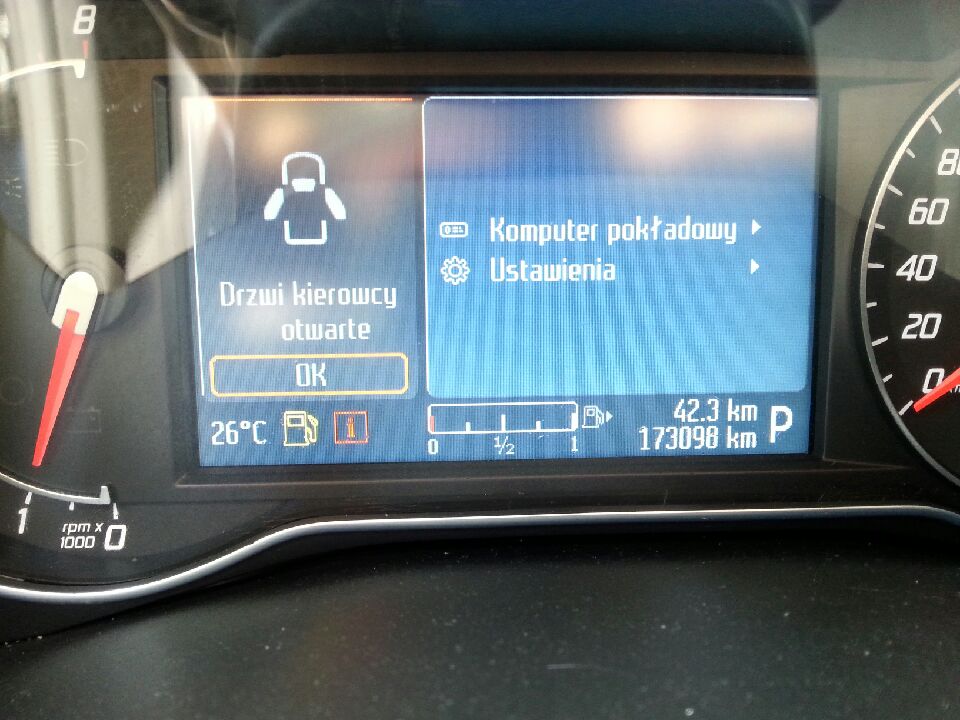 8
Drzwi kierowcy
otwarte
OK
Komputer pokładowy
Ustawienia
26°C
i
0
1/2
1
42.3 km
173098 km
P
80
60
40
20
0
1
rpm x
1000
0